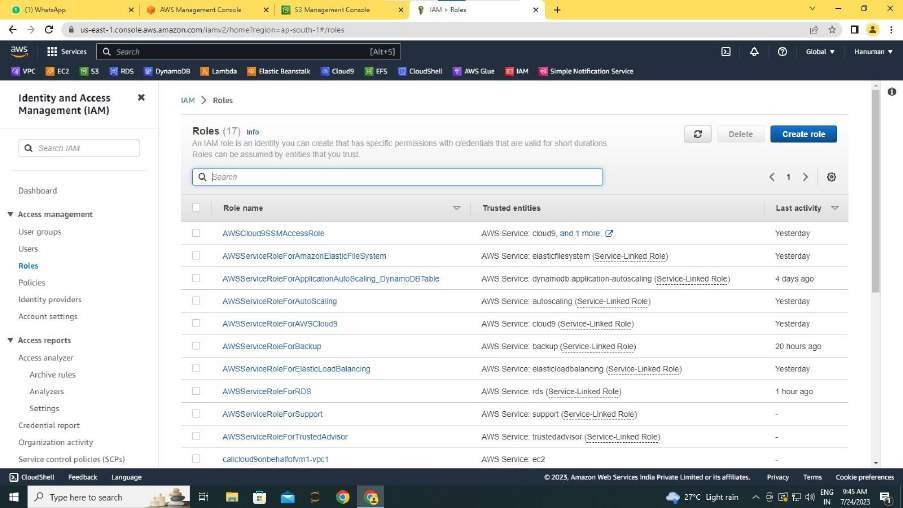 (1) WhatsApp
AWS Management Console
S3 Management Console
IAM > Roles
us-east-1.console.aws.amazon.com/iamv2/home?region=ap-south-1#/roles
aws
Services
Search
[Alt+S]
Global
Hanuman
VPC
EC2
S3
RDS
DynamoDB
Lambda
Elastic Beanstalk
Cloud9
EFS
CloudShell
AWS Glue
IAM
Simple Notification Service
Identity and Access
Management (IAM)
Search IAM
Dashboard
Access management
User groups
Users
Roles
Policies
Identity providers
Account settings
Access reports
Access analyzer
Archive rules
Analyzers
Settings
Credential report
Organization activity
Service control policies (SCPs)
IAM > Roles
Roles (17) Info
An IAM role is an identity you can create that has specific permissions with credentials that are valid for short durations.
Roles can be assumed by entities that you trust.
Delete
Create role
Search
1
Role name Trusted entities Last activity
AWSCloud9SSMAccessRole AWS Service: cloud9, and 1 more. Yesterday
AWSServiceRoleForAmazonElasticFileSystem AWS Service: elasticfilesystem (Service-Linked Role) Yesterday
AWSServiceRoleForApplicationAutoScaling_DynamoDBTable AWS Service: dynamodb.application-autoscaling (Service-Linked Role) 4 days ago
AWSServiceRoleForAutoScaling AWS Service: autoscaling (Service-Linked Role) Yesterday
AWSServiceRoleForAWSCloud9 AWS Service: cloud9 (Service-Linked Role) Yesterday
AWSServiceRoleForBackup AWS Service: backup (Service-Linked Role) 20 hours ago
AWSServiceRoleForElasticLoadBalancing AWS Service: elasticloadbalancing (Service-Linked Role) Yesterday
AWSServiceRoleForRDS AWS Service: rds (Service-Linked Role) 1 hour ago
AWSServiceRoleForSupport AWS Service: support (Service-Linked Role) -
AWSServiceRoleForTrustedAdvisor AWS Service: trustedadvisor (Service-Linked Role) -
calicloud9onbehalfofvm1-vpc1 AWS Service: ec2 -
CloudShell
Feedback
Language
© 2023, Amazon Web Services India Private Limited or its affiliates.
Privacy
Terms
Cookie preferences
Type here to search
27°C Light rain
ENG
IN
9:45 AM
7/24/2023